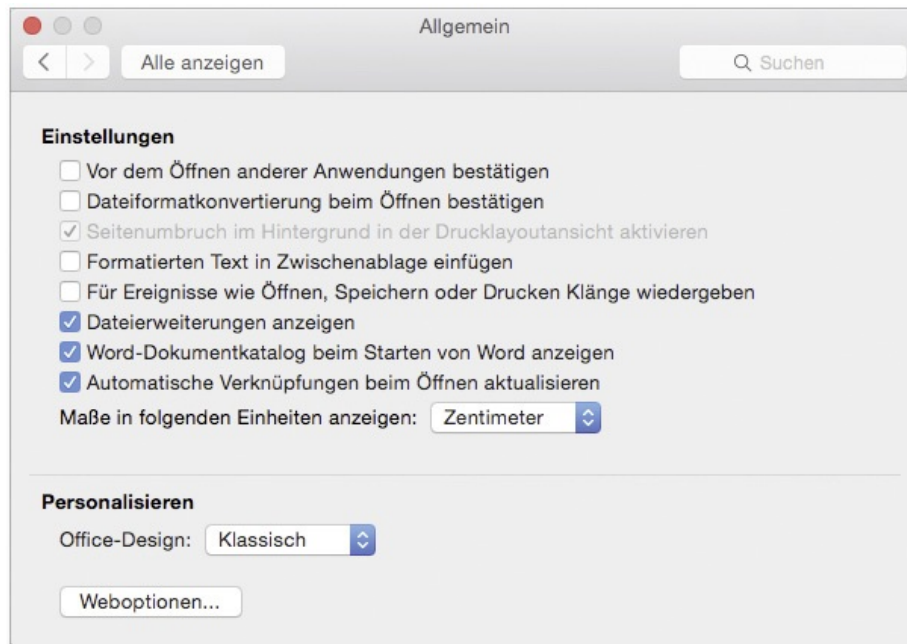 Allgemein
Alle anzeigen
Suchen
Einstellungen
Vor dem Öffnen anderer Anwendungen bestätigen
Dateiformatkonvertierung beim Öffnen bestätigen
Seitenumbruch im Hintergrund in der Drucklayoutansicht aktivieren
Formatierten Text in Zwischenablage einfügen
Für Ereignisse wie Öffnen, Speichern oder Drucken Klänge wiedergeben
Dateierweiterungen anzeigen
Word-Dokumentkatalog beim Starten von Word anzeigen
Automatische Verknüpfungen beim Öffnen aktualisieren
Maße in folgenden Einheiten anzeigen: Zentimeter
Personalisieren
Office-Design: Klassisch
Weboptionen...